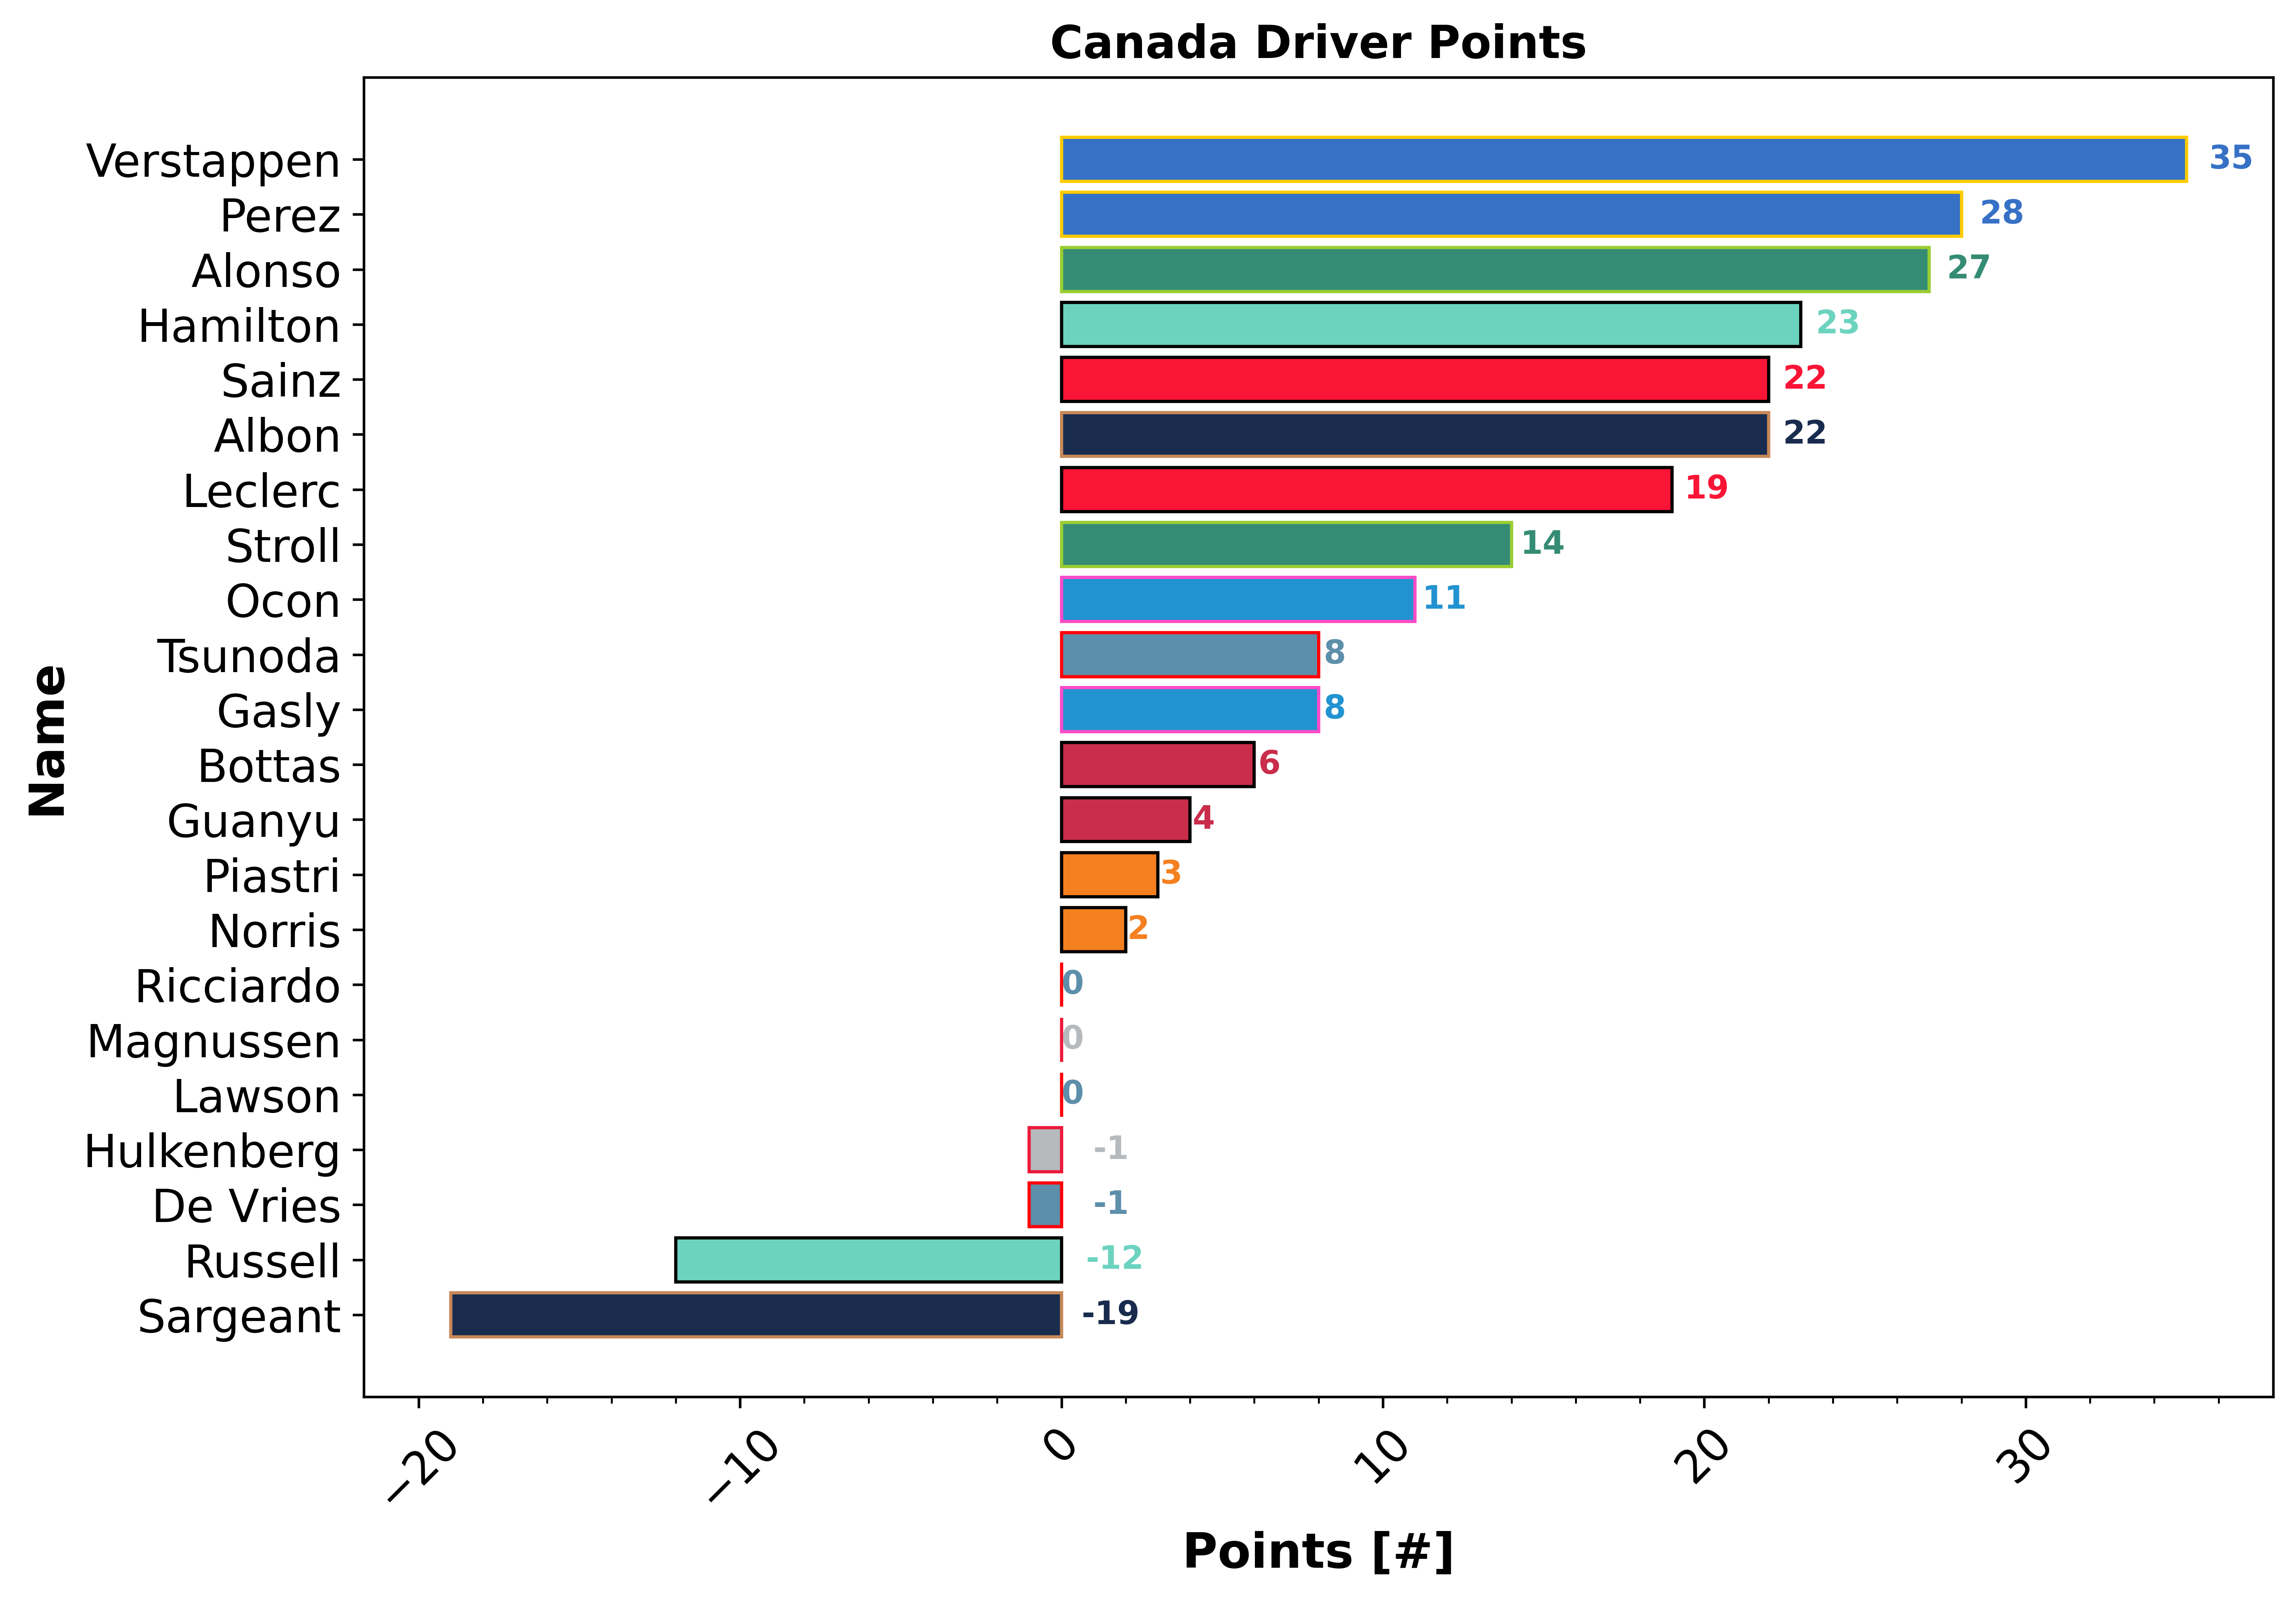 Canada Driver Points
Verstappen 35
Perez 28
Alonso 27
Hamilton 23
Sainz 22
Albon 22
Leclerc 19
Stroll 14
Ocon 11
Tsunoda 8
Gasly 8
Bottas 6
Guanyu 4
Piastri 3
Norris 2
Ricciardo 0
Magnussen 0
Lawson 0
Hulkenberg -1
De Vries -1
Russell -12
Sargeant -19
Name
−20 −10 0 10 20 30
Points [#]